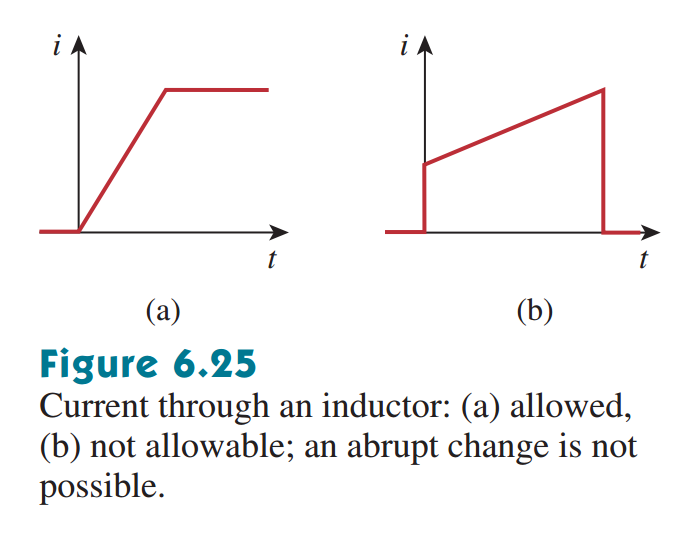 i
i
t
t
(a)
(b)
Figure 6.25
Current through an inductor: (a) allowed,
(b) not allowable; an abrupt change is not
possible.